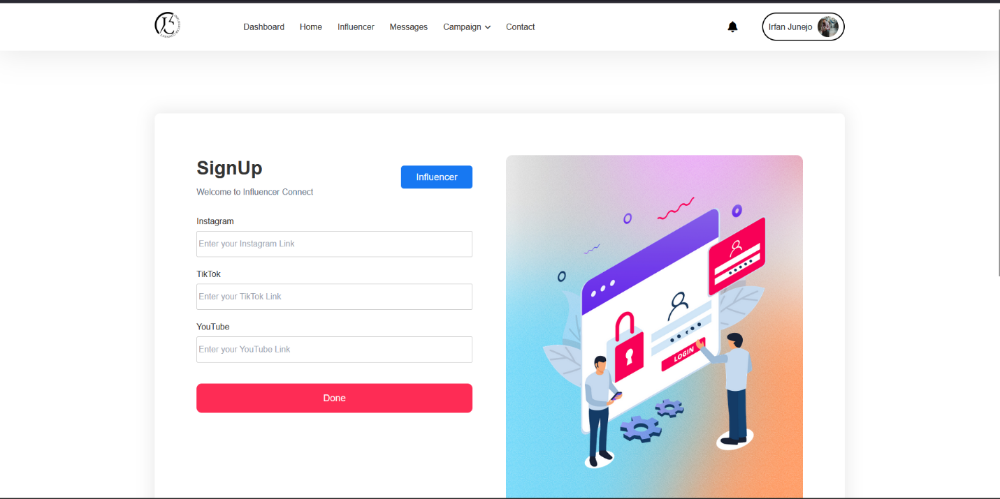 Dashboard Home Influencer Messages Campaign Contact Irfan Junejo
SignUp
Influencer
Welcome to Influencer Connect
Instagram
Enter your Instagram Link
TikTok
Enter your TikTok Link
YouTube
Enter your YouTube Link
Done
LOGIN